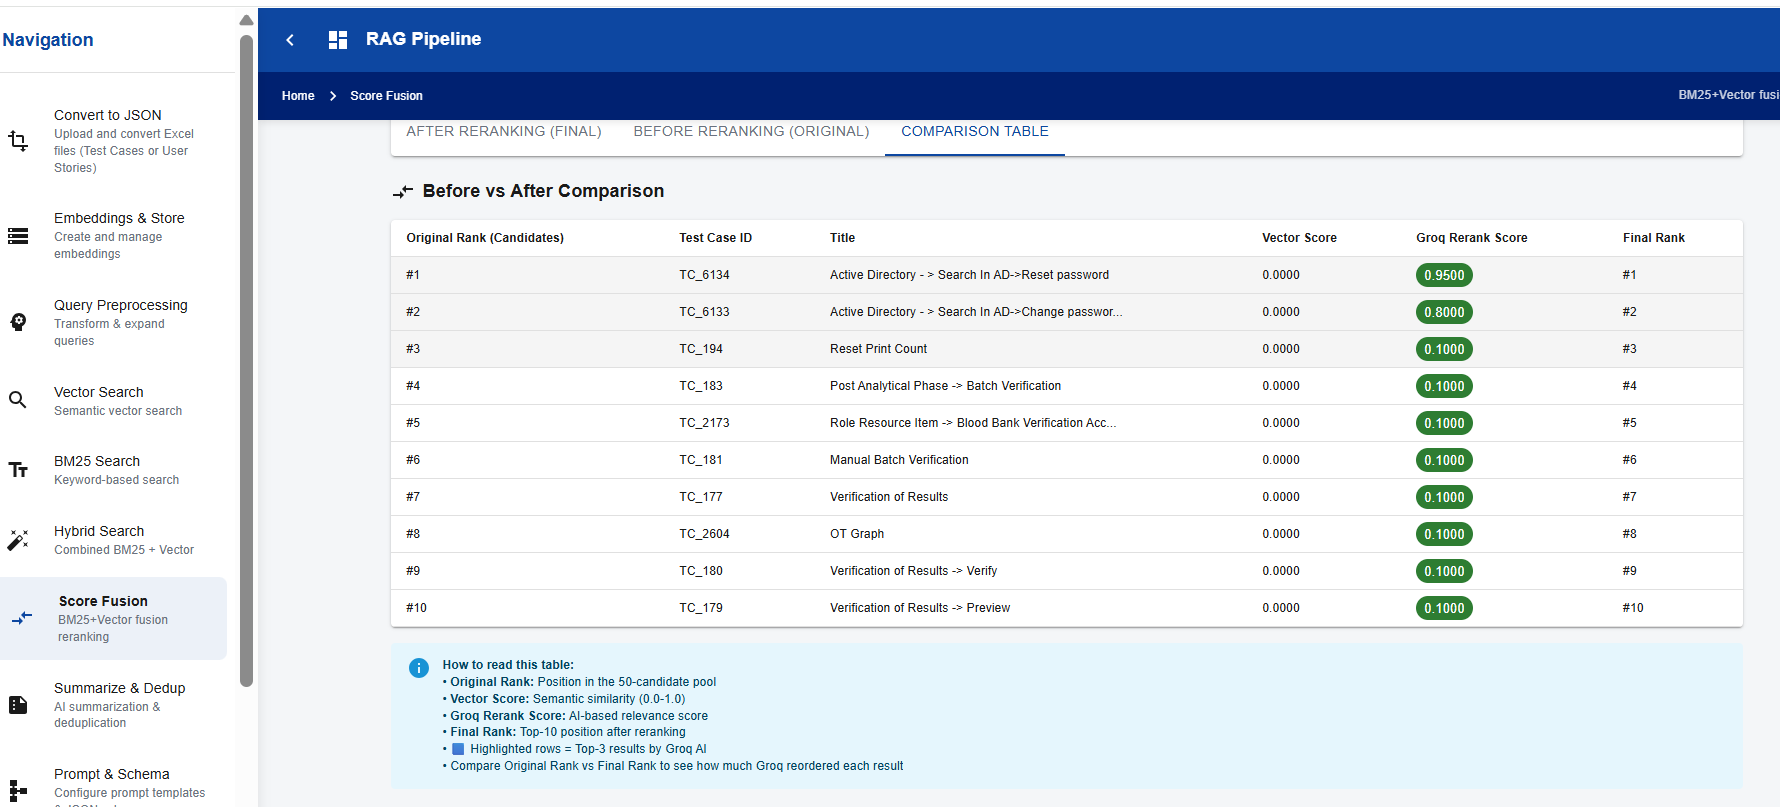 Navigation
Convert to JSON
Upload and convert Excel
files (Test Cases or User
Stories)
Embeddings & Store
Create and manage
embeddings
Query Preprocessing
Transform & expand
queries
Vector Search
Semantic vector search
BM25 Search
Keyword-based search
Hybrid Search
Combined BM25 + Vector
Score Fusion
BM25+Vector fusion
reranking
Summarize & Dedup
AI summarization &
deduplication
Prompt & Schema
Configure prompt templates
RAG Pipeline
Home > Score Fusion
BM25+Vector fusi
AFTER RERANKING (FINAL) BEFORE RERANKING (ORIGINAL) COMPARISON TABLE
Before vs After Comparison
Original Rank (Candidates) Test Case ID Title Vector Score Groq Rerank Score Final Rank
#1 TC_6134 Active Directory - > Search In AD->Reset password 0.0000 0.9500 #1
#2 TC_6133 Active Directory - > Search In AD->Change passwor... 0.0000 0.8000 #2
#3 TC_194 Reset Print Count 0.0000 0.1000 #3
#4 TC_183 Post Analytical Phase -> Batch Verification 0.0000 0.1000 #4
#5 TC_2173 Role Resource Item -> Blood Bank Verification Acc... 0.0000 0.1000 #5
#6 TC_181 Manual Batch Verification 0.0000 0.1000 #6
#7 TC_177 Verification of Results 0.0000 0.1000 #7
#8 TC_2604 OT Graph 0.0000 0.1000 #8
#9 TC_180 Verification of Results -> Verify 0.0000 0.1000 #9
#10 TC_179 Verification of Results -> Preview 0.0000 0.1000 #10
How to read this table:
• Original Rank: Position in the 50-candidate pool
• Vector Score: Semantic similarity (0.0-1.0)
• Groq Rerank Score: AI-based relevance score
• Final Rank: Top-10 position after reranking
• Highlighted rows = Top-3 results by Groq AI
• Compare Original Rank vs Final Rank to see how much Groq reordered each result